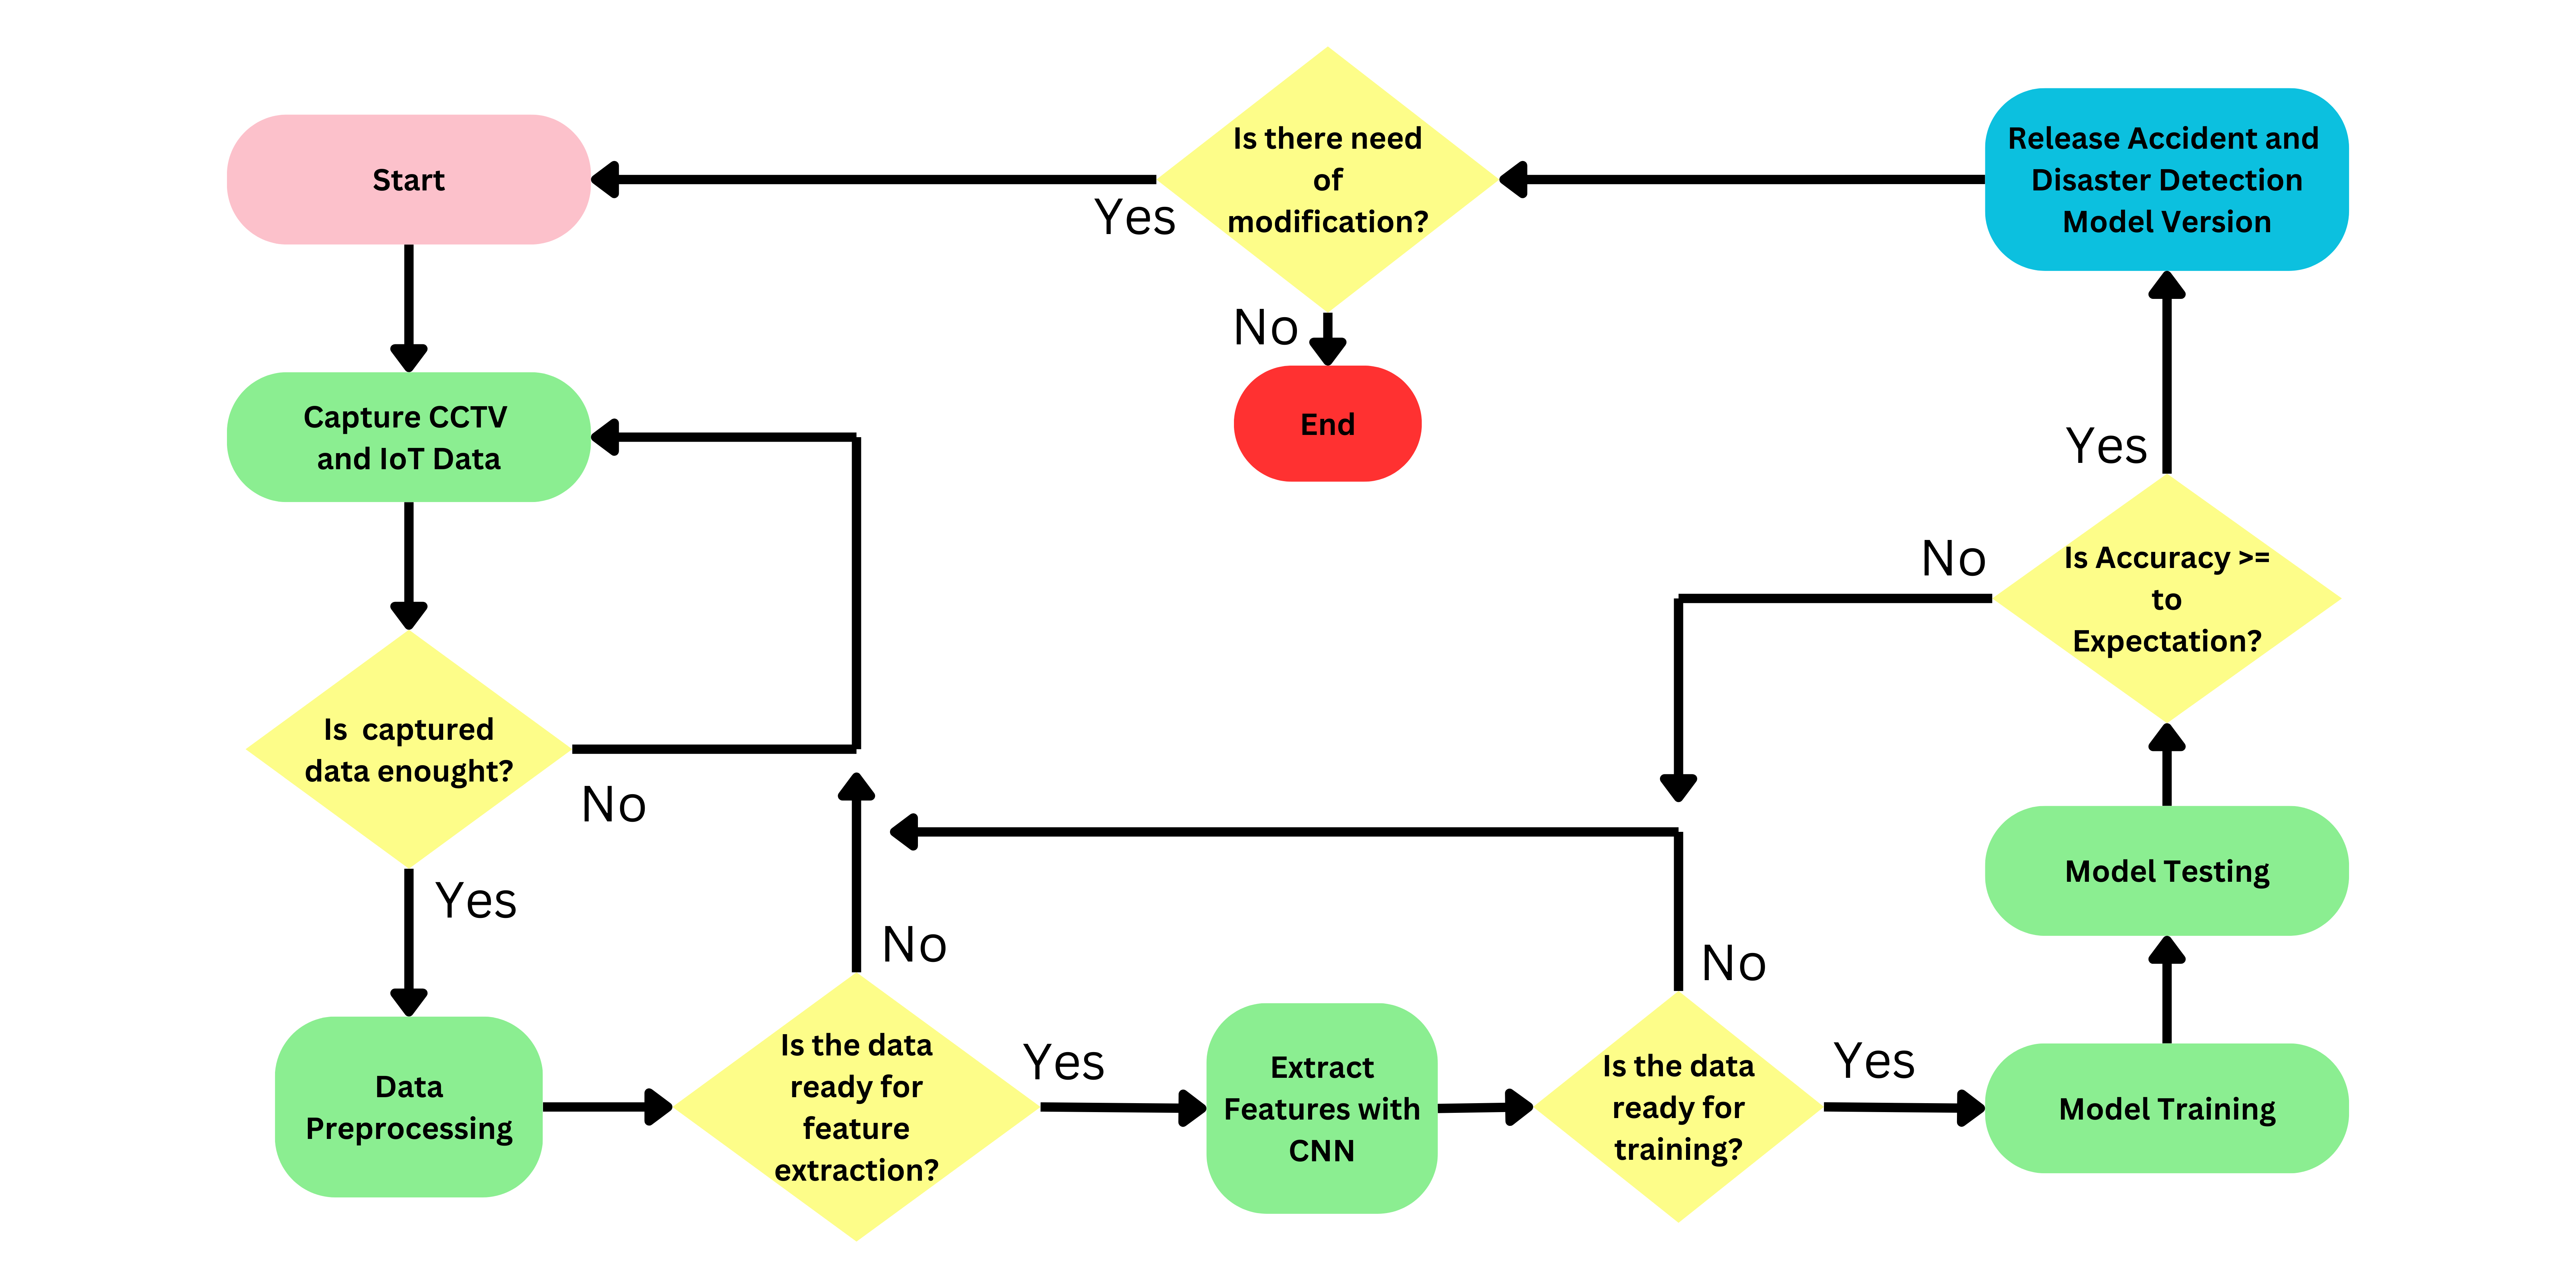 Start
Yes
Is there need
of
modification?
No
End
Release Accident and
Disaster Detection
Model Version
Capture CCTV
and IoT Data
Yes
No
Is Accuracy >=
to
Expectation?
Is  captured
data enought?
No
Yes
No
No
Model Testing
Data
Preprocessing
Is the data
ready for
feature
extraction?
Yes
Extract
Features with
CNN
Is the data
ready for
training?
Yes
Model Training